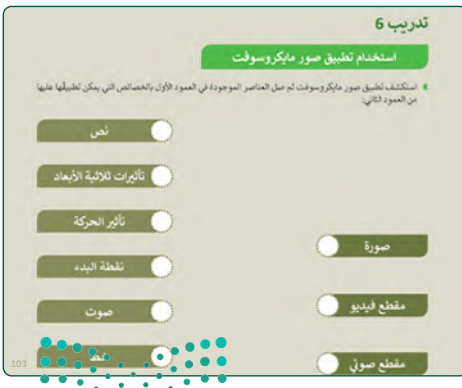 تدريب 6
استخدام تطبيق صور مايكروسوفت
استكشف تطبيق صور مايكروسوفت ثم صل العناصر الموجودة في العمود الأول بالخصائص التي يمكن تطبيقها عليها
من العمود الثاني:
نص
تأثيرات ثلاثية الأبعاد
تأثير الحركة
صورة
نقطة البدء
مقطع فيديو
صوت
مقطع صوتي
103